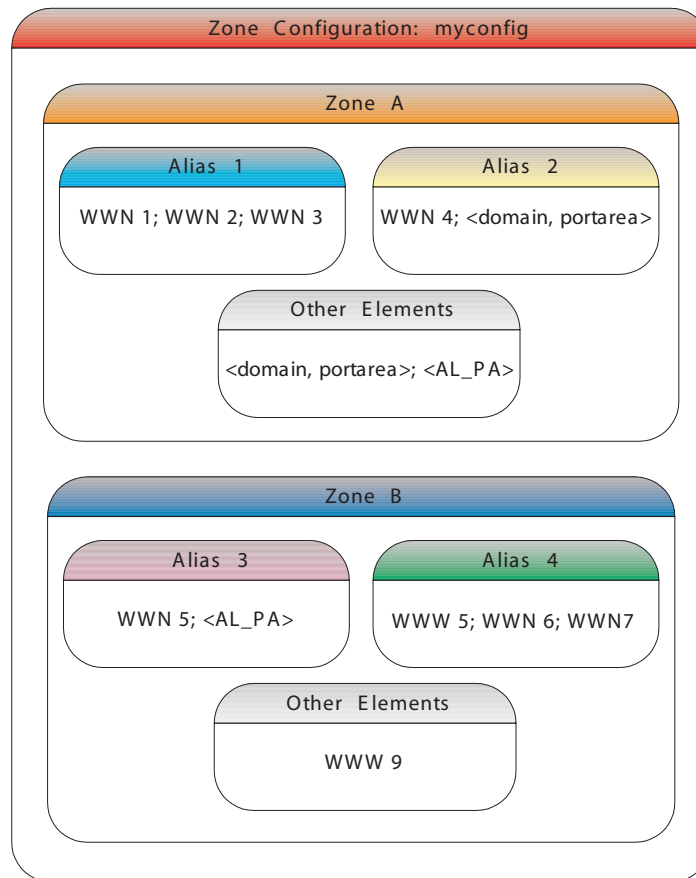 Zone Configuration: myconfig
Zone A
Alias 1
WWN 1; WWN 2; WWN 3
Alias 2
WWN 4; <domain, portarea>
Other Elements
<domain, portarea>; <AL_PA>
Zone B
Alias 3
WWN 5; <AL_PA>
Alias 4
WWW 5; WWN 6; WWN7
Other Elements
WWW 9